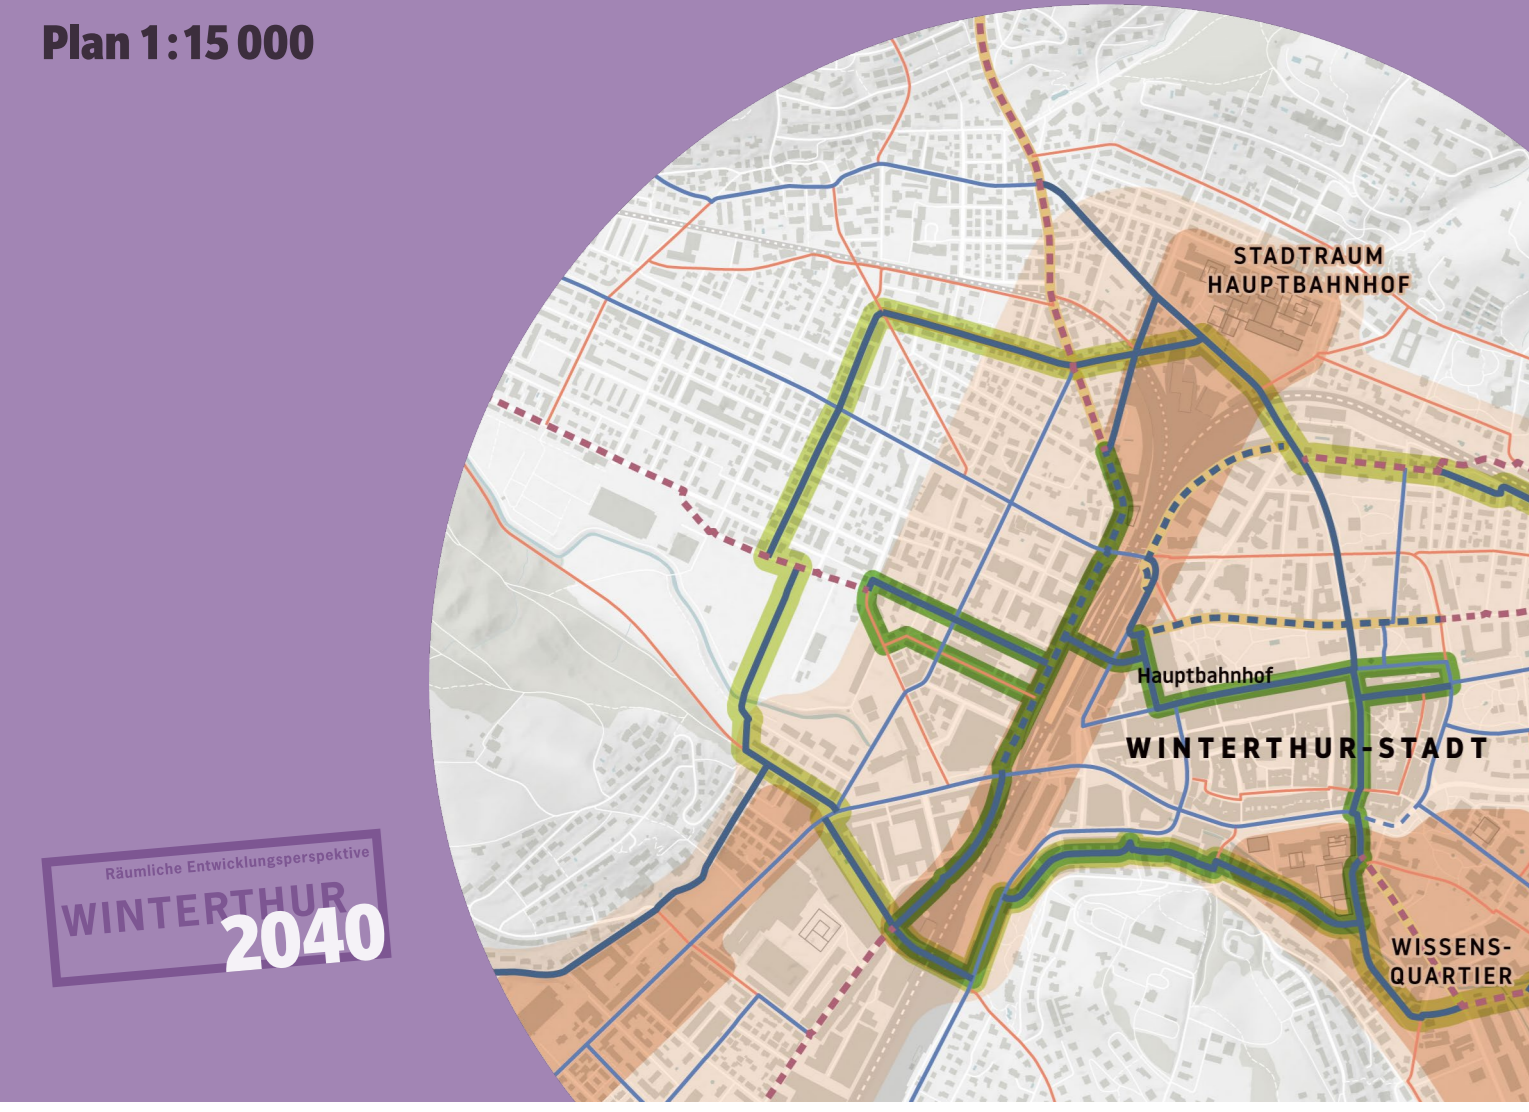 Plan 1:15 000
STADTRAUM
HAUPTBAHNHOF
Hauptbahnhof
WINTERTHUR-STADT
Räumliche Entwicklungsperspektive
WINTERTHUR
2040
WISSENS-
QUARTIER